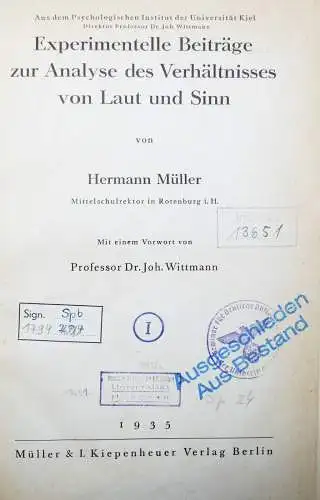 Aus dem Psychologischen Institut der Universität Kiel
Direktor Professor Dr. Joh. Wittmann
Experimentelle Beiträge
zur Analyse des Verhältnisses
von Laut und Sinn
von
Hermann Müller
Mittelschulrektor in Rotenburg i. H.
13651
Mit einem Vorwort von
Professor Dr. Joh. Wittmann
Sign. Spb
I
Ausgeschieden
Aus Bestand
1935
Müller & I. Kiepenheuer Verlag Berlin